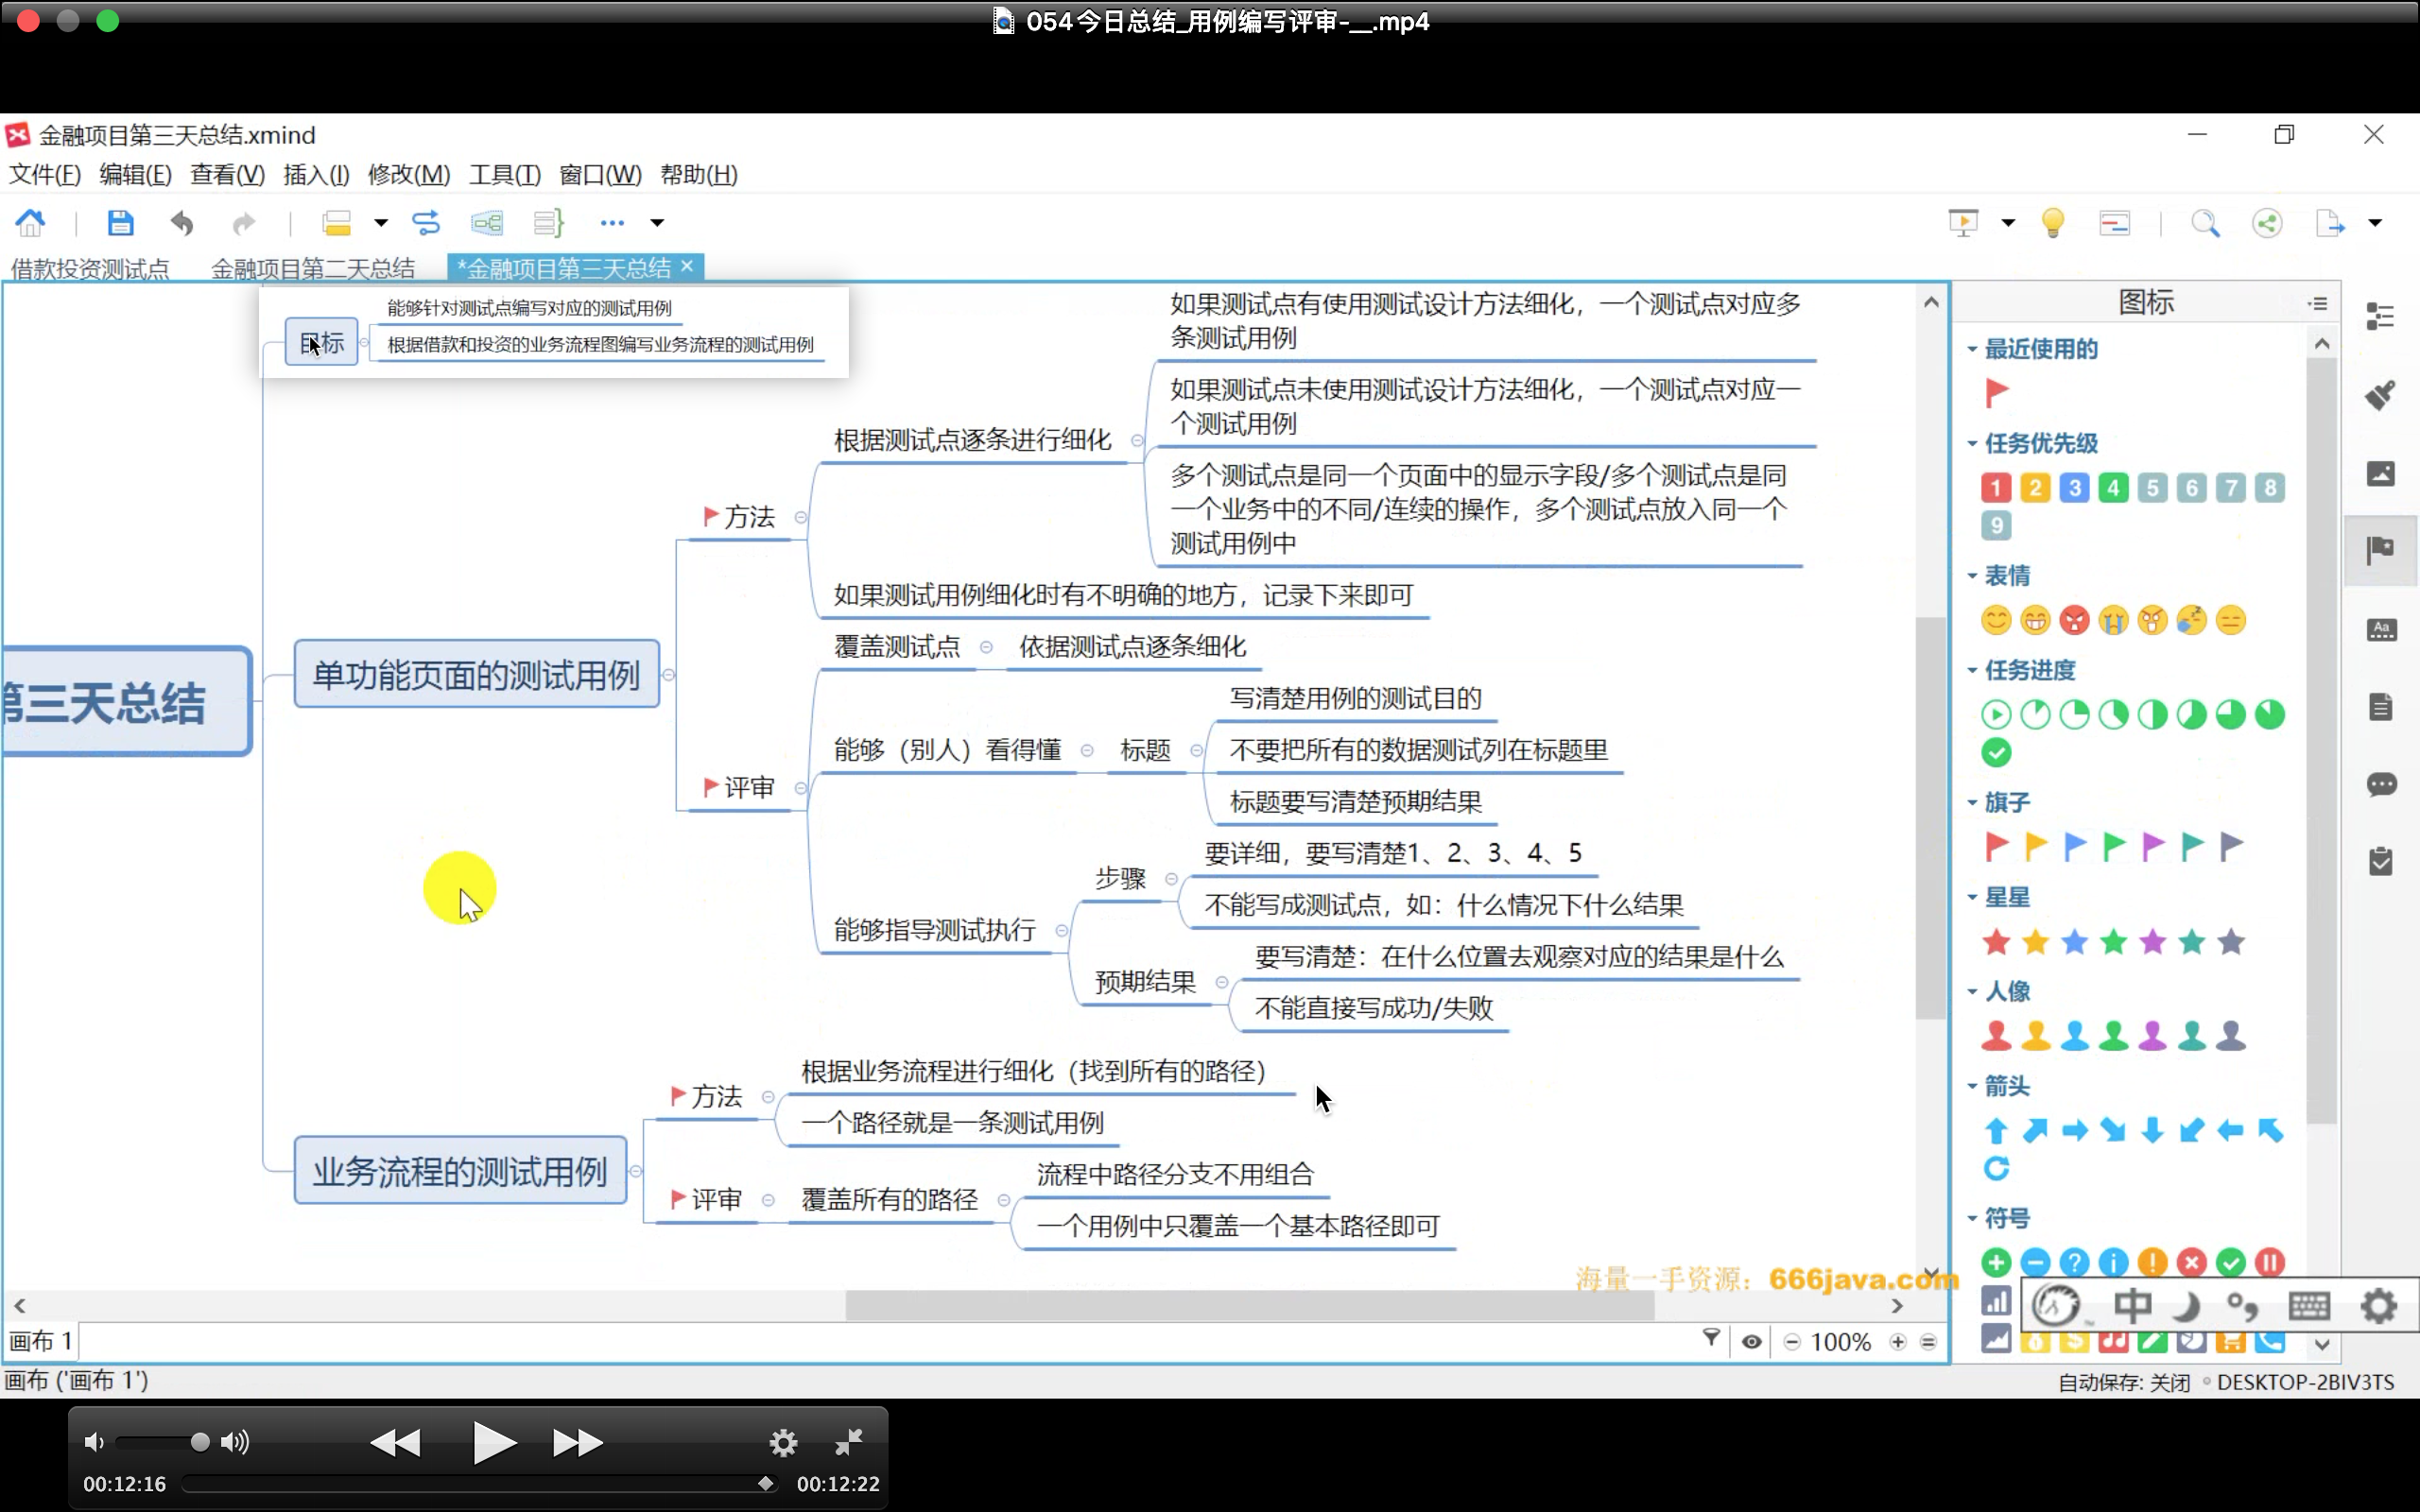 054今日总结_用例编写评审-__.mp4
金融项目第三天总结.xmind
文件(F) 编辑(E) 查看(V) 插入(I) 修改(M) 工具(T) 窗口(W) 帮助(H)
借款投资测试点 金融项目第二天总结 *金融项目第三天总结
目标
能够针对测试点编写对应的测试用例
根据借款和投资的业务流程图编写业务流程的测试用例
第三天总结
单功能页面的测试用例
方法
根据测试点逐条进行细化
如果测试点有使用测试设计方法细化，一个测试点对应多
条测试用例
如果测试点未使用测试设计方法细化，一个测试点对应一
个测试用例
多个测试点是同一个页面中的显示字段/多个测试点是同
一个业务中的不同/连续的操作，多个测试点放入同一个
测试用例中
如果测试用例细化时有不明确的地方，记录下来即可
评审
覆盖测试点
依据测试点逐条细化
能够（别人）看得懂
标题
写清楚用例的测试目的
不要把所有的数据测试列在标题里
标题要写清楚预期结果
能够指导测试执行
步骤
要详细，要写清楚1、2、3、4、5
不能写成测试点，如：什么情况下什么结果
预期结果
要写清楚：在什么位置去观察对应的结果是什么
不能直接写成功/失败
业务流程的测试用例
方法
根据业务流程进行细化（找到所有的路径）
一个路径就是一条测试用例
评审
覆盖所有的路径
流程中路径分支不用组合
一个用例中只覆盖一个基本路径即可
图标
最近使用的
任务优先级
1 2 3 4 5 6 7 8
9
表情
任务进度
旗子
星星
人像
箭头
符号
海量一手资源：666java.com
中
画布 1
100%
画布 ('画布 1')
自动保存: 关闭
DESKTOP-2BIV3TS
00:12:16
00:12:22